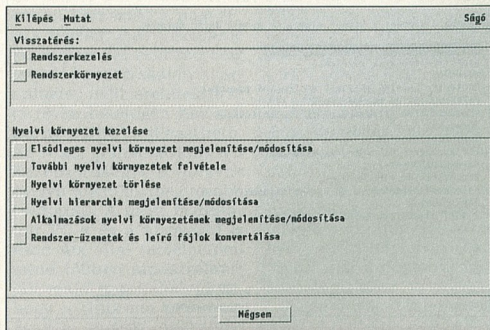 Kilépés Mutat Súgó
Visszatérés:
Rendszerkezelés
Rendszerkörnyezet
Nyelvi környezet kezelése
Elsődleges nyelvi környezet megjelenítése/módosítása
További nyelvi környezetek felvétele
Nyelvi környezet törlése
Nyelvi hierarchia megjelenítése/módosítása
Alkalmazások nyelvi környezetének megjelenítése/módosítása
Rendszer-üzenetek és leíró fájlok konvertálása
Mégsem